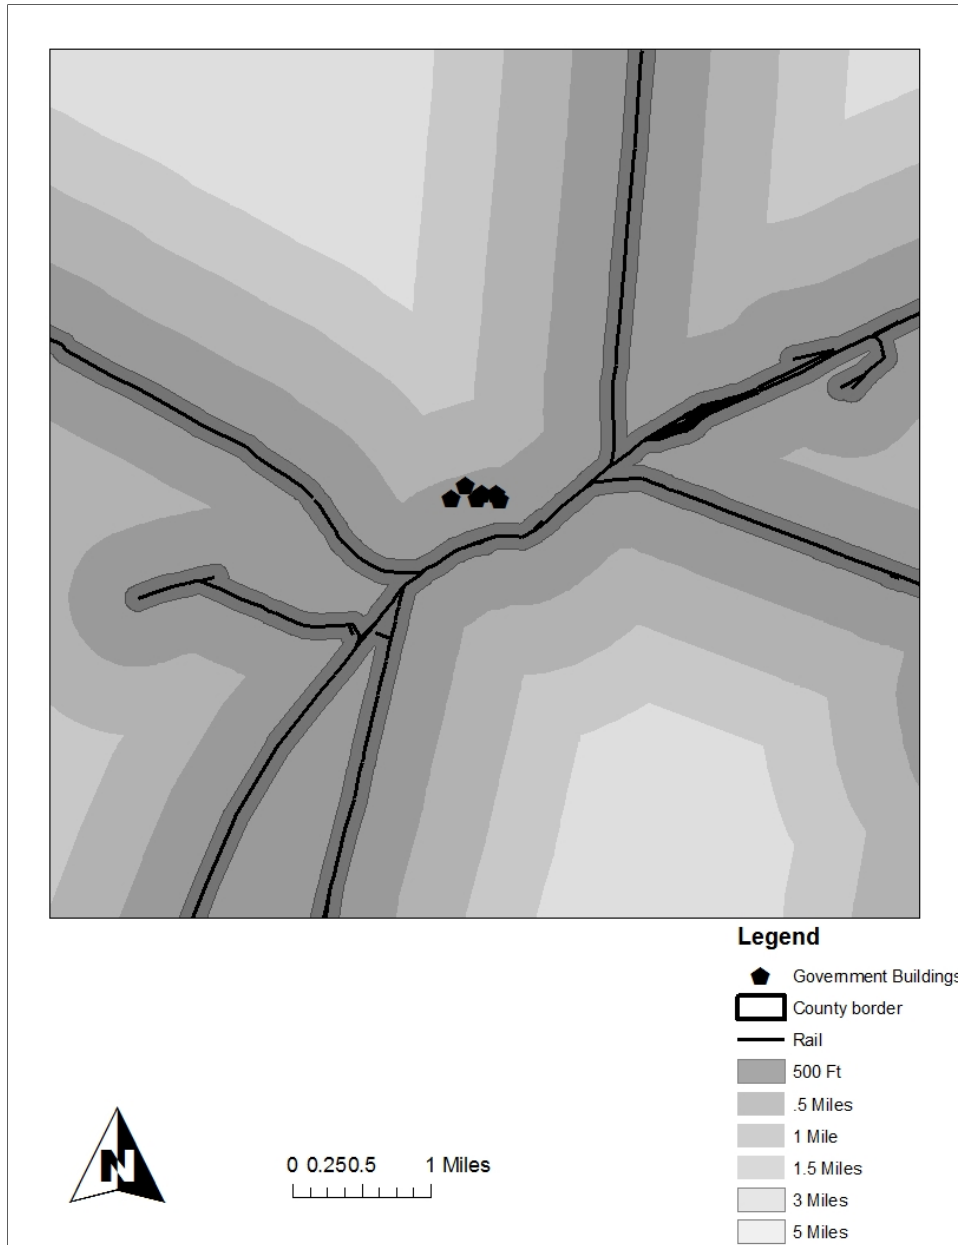 Legend
Government Buildings
County border
Rail
500 Ft
.5 Miles
1 Mile
1.5 Miles
3 Miles
5 Miles
N
0 0.250.5 1 Miles